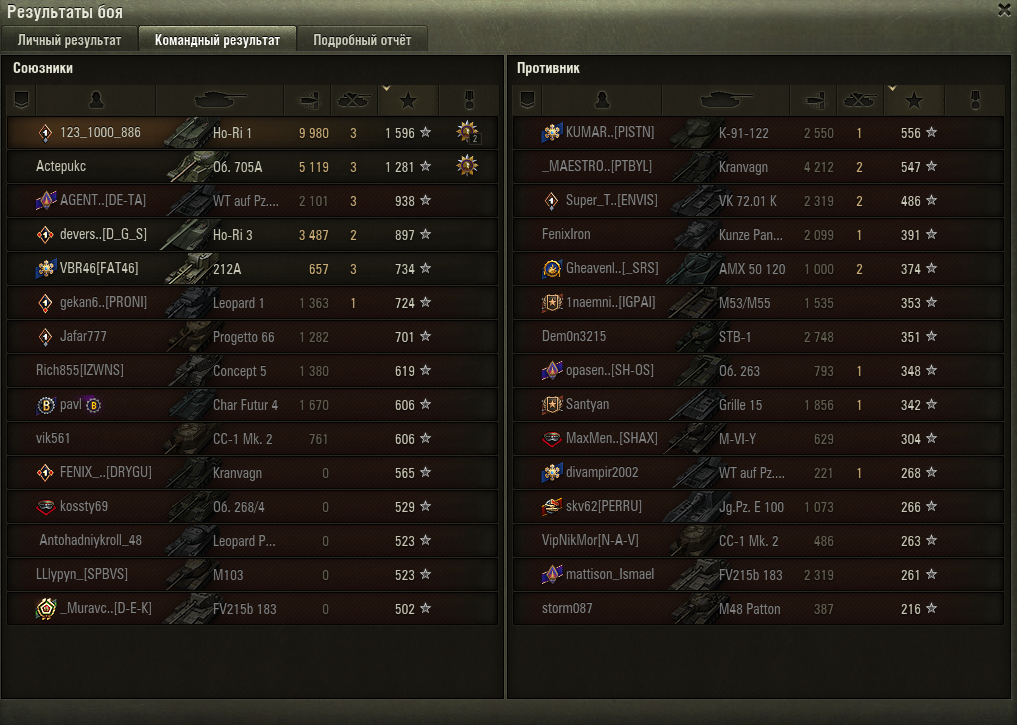 Результаты боя
Личный результат Командный результат Подробный отчёт
Союзники
123_1000_886 Ho-Ri 1 9 980 3 1 596 2
Астерикс Об. 705А 5 119 3 1 281
AGENT..[DE-TA] WT auf Pz.... 2 101 3 938
devers..[D_G_S] Ho-Ri 3 3 487 2 897
VBR46[FAT46] 212А 657 3 734
gekan6..[PRONI] Leopard 1 1 363 1 724
Jafar777 Progetto 66 1 282 701
Rich855[IZWNS] Concept 5 1 380 619
pavl Char Futur 4 1 670 606
vik561 СС-1 Mk. 2 761 606
FENIX_..[DRYGU] Kranvagn 0 565
kossty69 Об. 268/4 0 529
Antohadniykroll_48 Leopard P... 0 523
LLlypyn_[SPBVS] M103 0 523
_Muravc..[D-E-K] FV215b 183 0 502
Противник
KUMAR..[PISTN] K-91-122 2 550 1 556
_MAESTRO..[PTBYL] Kranvagn 4 212 2 547
Super_T..[ENVIS] VK 72.01 K 2 319 2 486
FenixIron Kunze Pan... 2 099 1 391
Gheavenl..[_SRS] AMX 50 120 1 000 2 374
1naemni..[IGPAI] M53/M55 1 535 353
Dem0n3215 STB-1 2 748 351
opasen..[SH-OS] Об. 263 793 1 348
Santyan Grille 15 1 856 1 342
MaxMen..[SHAX] M-VI-Y 629 304
divampir2002 WT auf Pz.... 221 1 268
skv62[PERRU] Jg.Pz. E 100 1 073 266
VipNikMor[N-A-V] СС-1 Mk. 2 486 263
mattison_Ismael FV215b 183 2 319 261
storm087 M48 Patton 387 216